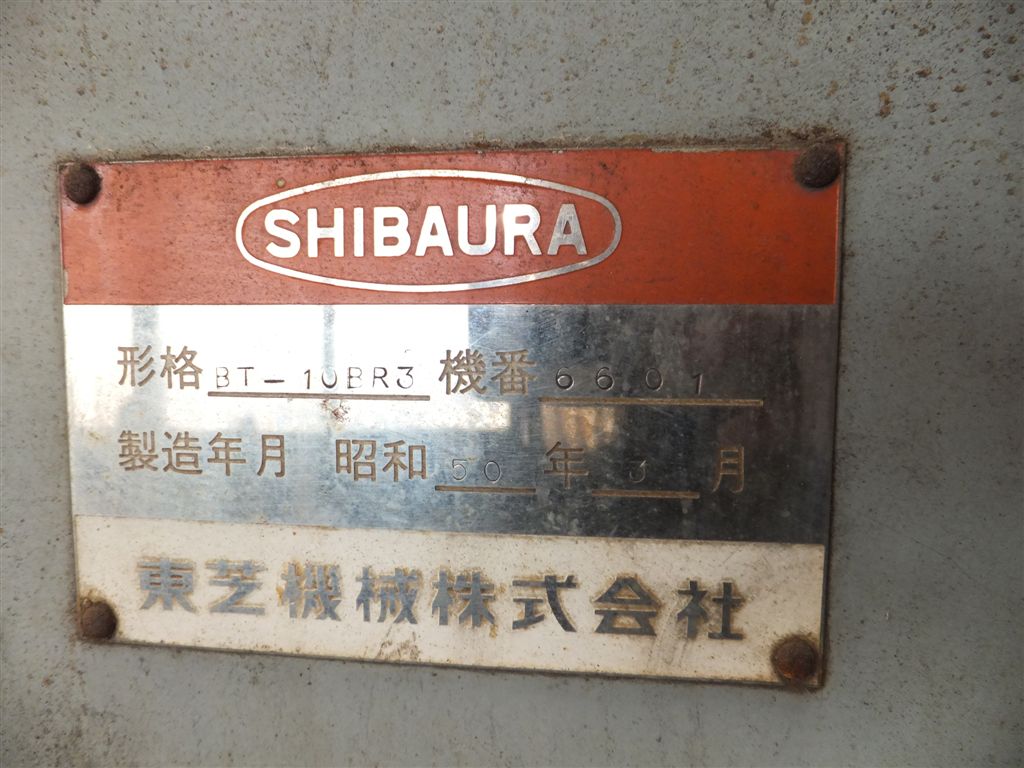 SHIBAURA
形格 BT-10BR3 機番 6601
製造年月 昭和 50 年 3 月
東芝機械株式会社